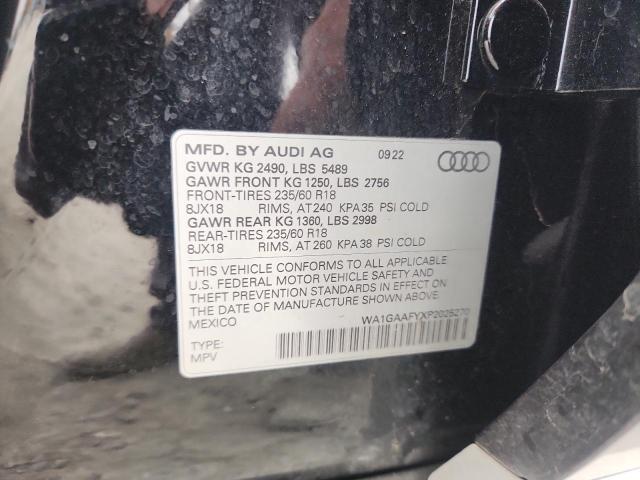 MFD. BY AUDI AG 09.22
GVWR KG 2490, LBS 5489
GAWR FRONT KG 1250, LBS 2756
FRONT-TIRES 235/60 R18
8JX18 RIMS, AT 240 KPA 35 PSI COLD
GAWR REAR KG 1360, LBS 2998
REAR-TIRES 235/60 R18
8JX18 RIMS, AT 260 KPA 38 PSI COLD
THIS VEHICLE CONFORMS TO ALL APPLICABLE
U.S. FEDERAL MOTOR VEHICLE SAFETY AND
THEFT PREVENTION STANDARDS IN EFFECT ON
THE DATE OF MANUFACTURE SHOWN ABOVE.
MEXICO
WA1GAAFYXP2025270
TYPE:
MPV